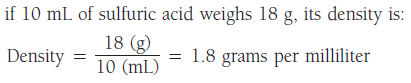 if 10 mL of sulfuric acid weighs 18 g, its density is:
Density = 18 (g) / 10 (mL) = 1.8 grams per milliliter